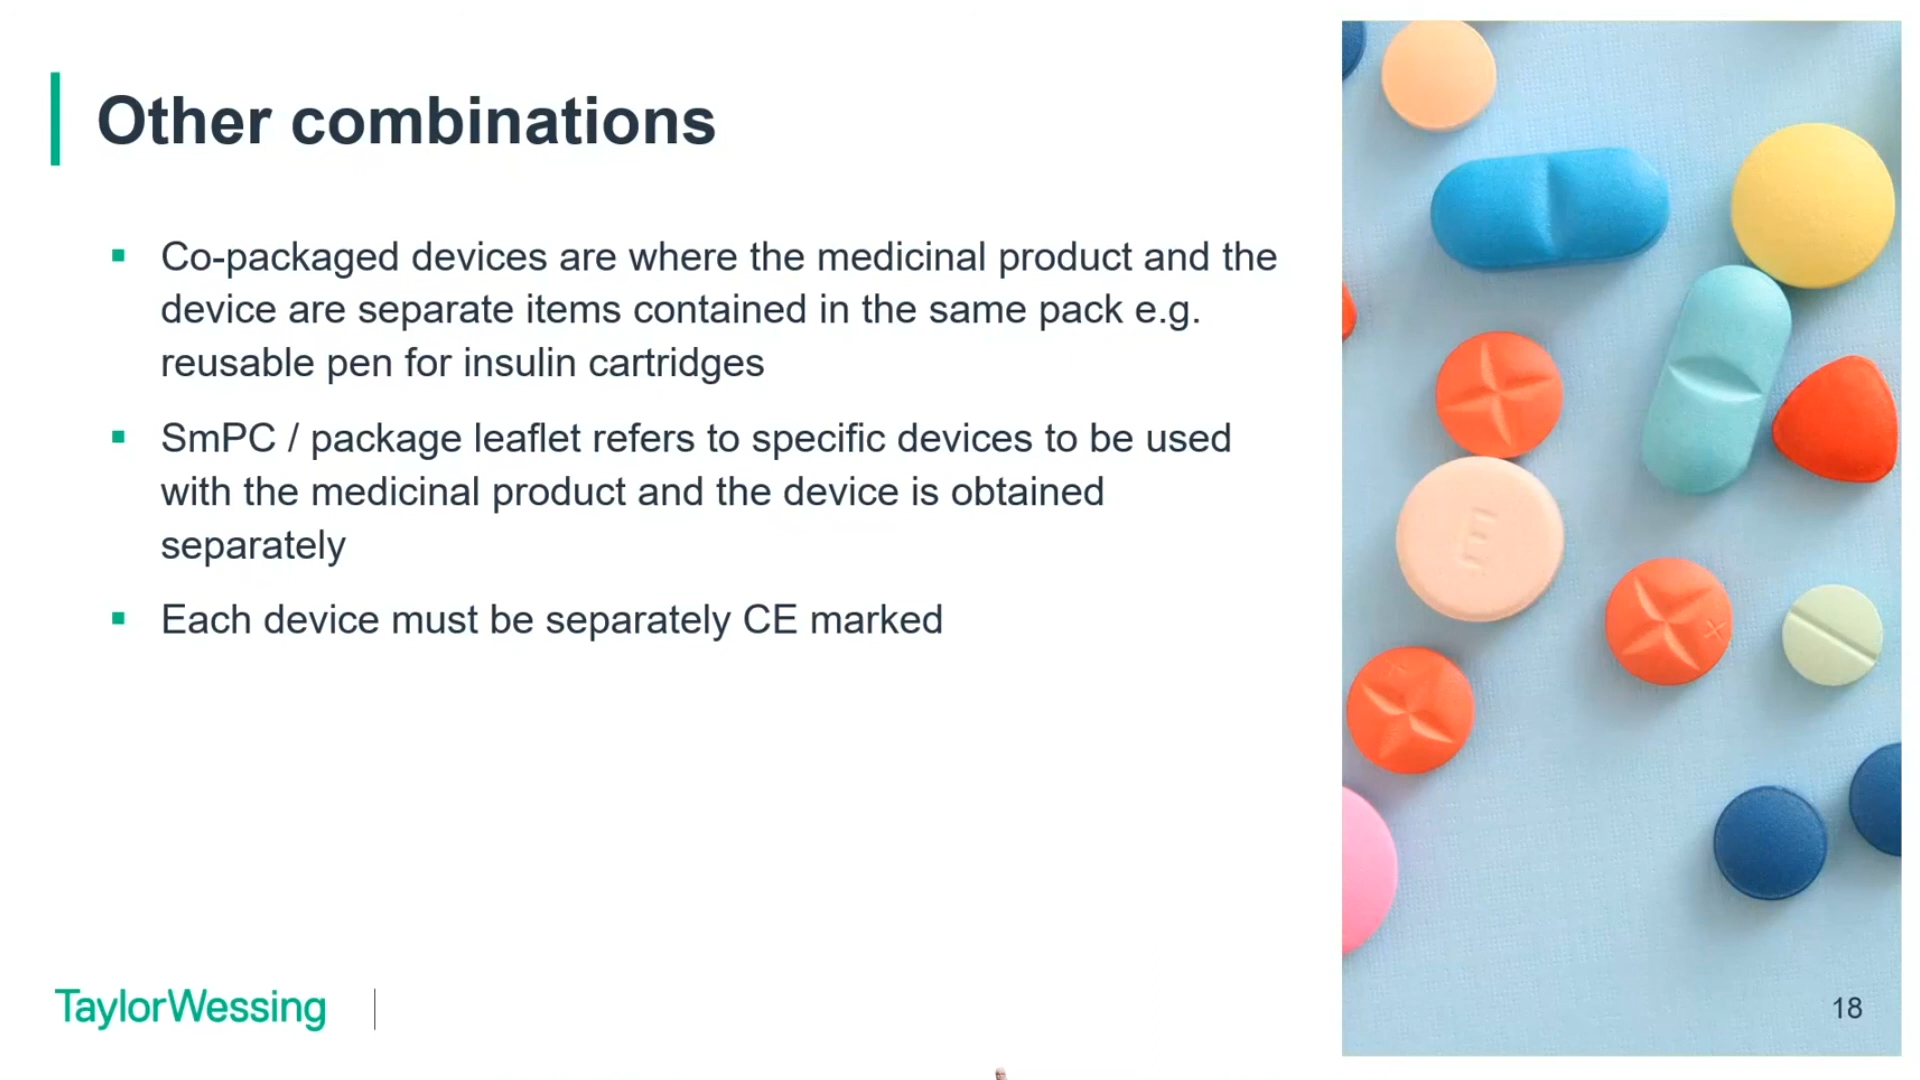 Other combinations
Co-packaged devices are where the medicinal product and the
device are separate items contained in the same pack e.g.
reusable pen for insulin cartridges
SmPC / package leaflet refers to specific devices to be used
with the medicinal product and the device is obtained
separately
Each device must be separately CE marked
E
TaylorWessing
18